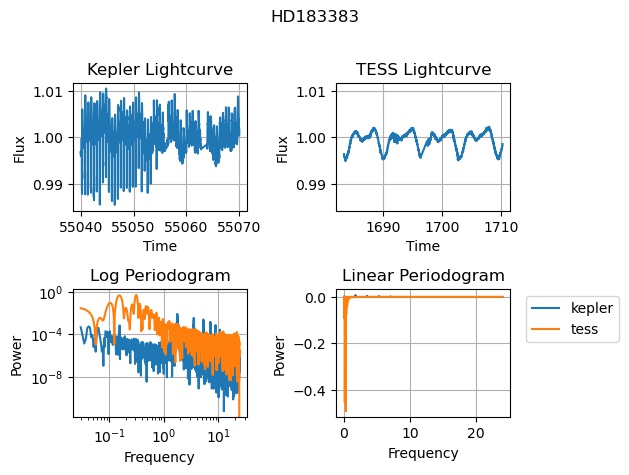 HD183383
Kepler Lightcurve
1.01
1.00
0.99
Flux
55040 55050 55060 55070
Time
TESS Lightcurve
1.01
1.00
0.99
Flux
1690 1700 1710
Time
Log Periodogram
10⁰
10⁻⁴
10⁻⁸
Power
10⁻¹ 10⁰ 10¹
Frequency
Linear Periodogram
0.0
−0.2
−0.4
Power
0 10 20
Frequency
kepler
tess